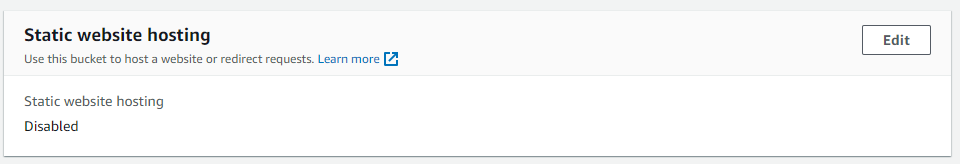 Static website hosting
Edit
Use this bucket to host a website or redirect requests. Learn more
Static website hosting
Disabled